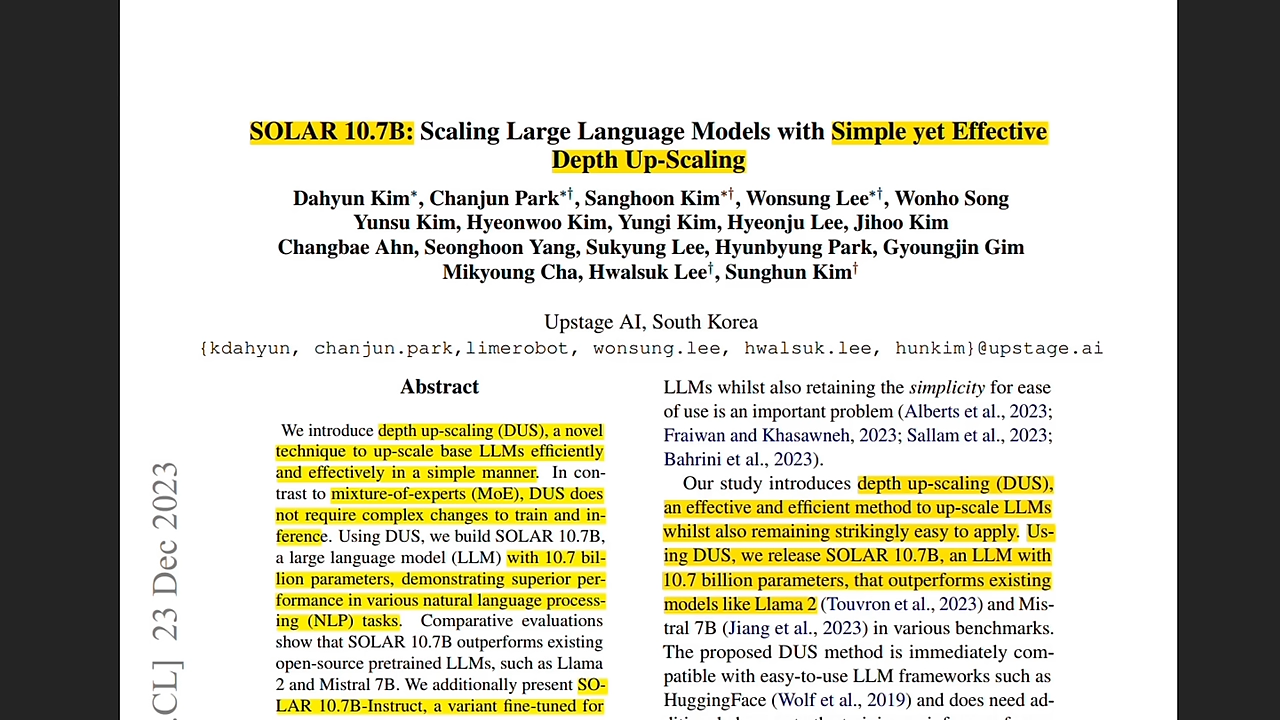 SOLAR 10.7B: Scaling Large Language Models with Simple yet Effective
Depth Up-Scaling
Dahyun Kim*, Chanjun Park*†, Sanghoon Kim*†, Wonsung Lee*†, Wonho Song
Yunsu Kim, Hyeonwoo Kim, Yungi Kim, Hyeonju Lee, Jihoo Kim
Changbae Ahn, Seonghoon Yang, Sukyung Lee, Hyunbyung Park, Gyoungjin Gim
Mikyoung Cha, Hwalsuk Lee†, Sunghun Kim†
Upstage AI, South Korea
{kdahyun, chanjun.park,limerobot, wonsung.lee, hwalsuk.lee, hunkim}@upstage.ai
Abstract
We introduce depth up-scaling (DUS), a novel
technique to up-scale base LLMs efficiently
and effectively in a simple manner. In con-
trast to mixture-of-experts (MoE), DUS does
not require complex changes to train and in-
ference. Using DUS, we build SOLAR 10.7B,
a large language model (LLM) with 10.7 bil-
lion parameters, demonstrating superior per-
formance in various natural language process-
ing (NLP) tasks. Comparative evaluations
show that SOLAR 10.7B outperforms existing
open-source pretrained LLMs, such as Llama
2 and Mistral 7B. We additionally present SO-
LAR 10.7B-Instruct, a variant fine-tuned for
LLMs whilst also retaining the simplicity for ease
of use is an important problem (Alberts et al., 2023;
Fraiwan and Khasawneh, 2023; Sallam et al., 2023;
Bahrini et al., 2023).
Our study introduces depth up-scaling (DUS),
an effective and efficient method to up-scale LLMs
whilst also remaining strikingly easy to apply. Us-
ing DUS, we release SOLAR 10.7B, an LLM with
10.7 billion parameters, that outperforms existing
models like Llama 2 (Touvron et al., 2023) and Mis-
tral 7B (Jiang et al., 2023) in various benchmarks.
The proposed DUS method is immediately com-
patible with easy-to-use LLM frameworks such as
HuggingFace (Wolf et al., 2019) and does need ad-
.CL] 23 Dec 2023